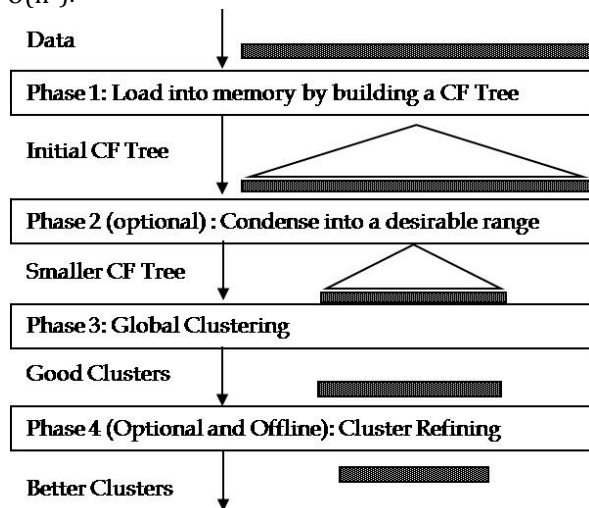 Data
Phase 1: Load into memory by building a CF Tree
Initial CF Tree
Phase 2 (optional) : Condense into a desirable range
Smaller CF Tree
Phase 3: Global Clustering
Good Clusters
Phase 4 (Optional and Offline): Cluster Refining
Better Clusters